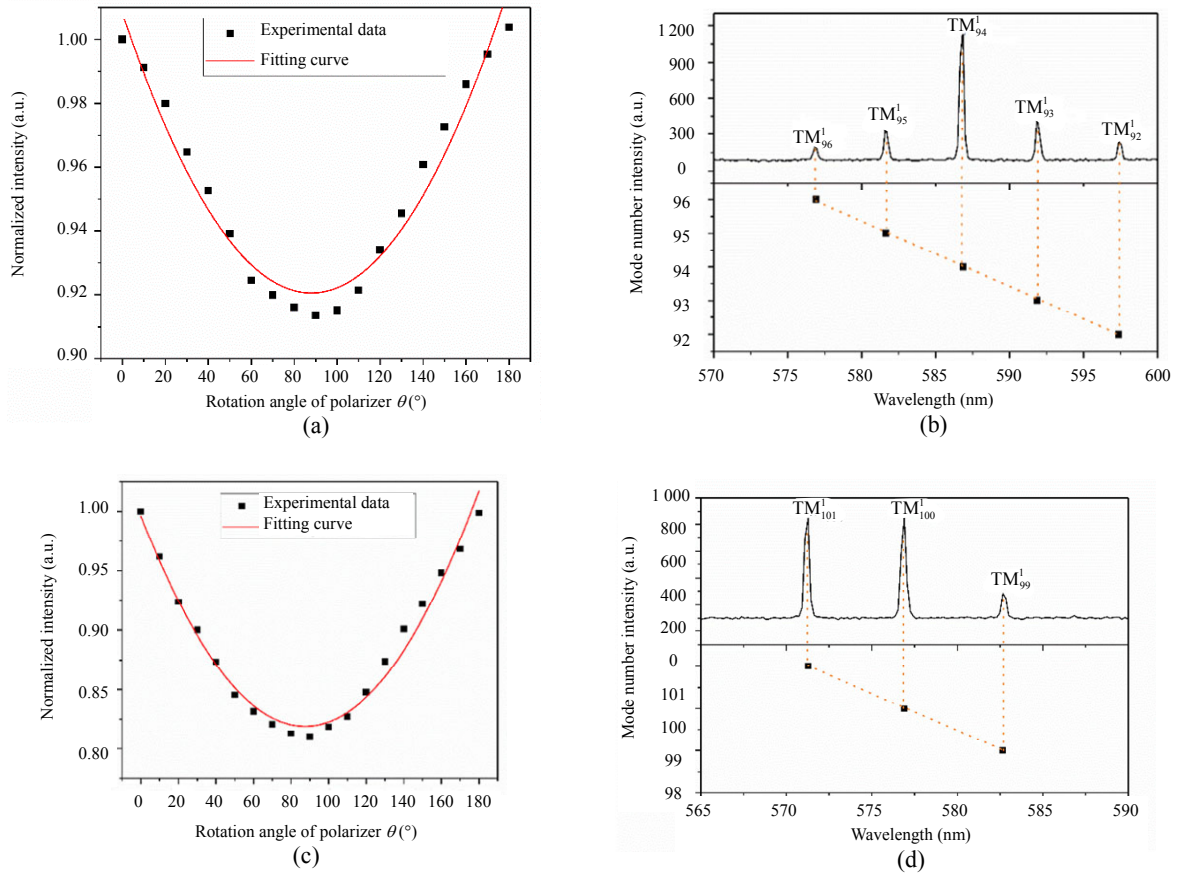 Normalized intensity (a.u.)
1.00
0.98
0.96
0.94
0.92
0.90
Experimental data
Fitting curve
0 20 40 60 80 100 120 140 160 180
Rotation angle of polarizer θ (°)
(a)
Mode number intensity (a.u.)
1 200
900
600
300
0
96
95
94
93
92
TM¹₉₆
TM¹₉₅
TM¹₉₄
TM¹₉₃
TM¹₉₂
570 575 580 585 590 595 600
Wavelength (nm)
(b)
Normalized intensity (a.u.)
1.00
0.95
0.90
0.85
0.80
Experimental data
Fitting curve
0 20 40 60 80 100 120 140 160 180
Rotation angle of polarizer θ (°)
(c)
Mode number intensity (a.u.)
1 000
800
600
400
200
0
101
100
99
98
TM¹₁₀₁
TM¹₁₀₀
TM¹₉₉
565 570 575 580 585 590
Wavelength (nm)
(d)